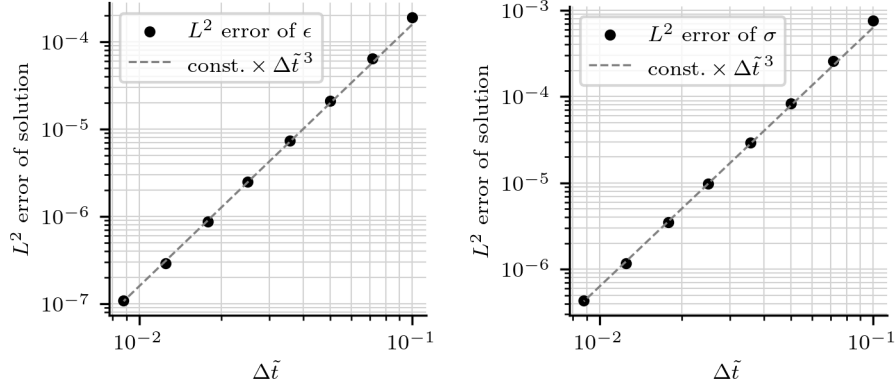 10⁻⁴
10⁻⁵
10⁻⁶
10⁻⁷
L² error of solution
L² error of ϵ
const. × Δt̃³
10⁻²
10⁻¹
Δt̃
10⁻³
10⁻⁴
10⁻⁵
10⁻⁶
L² error of solution
L² error of σ
const. × Δt̃³
10⁻²
10⁻¹
Δt̃